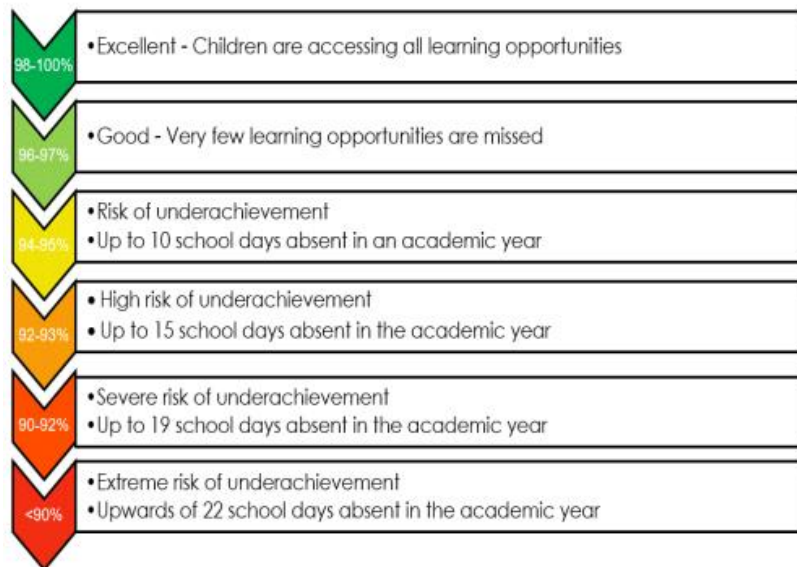 98-100%
•Excellent - Children are accessing all learning opportunities
96-97%
•Good - Very few learning opportunities are missed
94-95%
•Risk of underachievement
•Up to 10 school days absent in an academic year
92-93%
• High risk of underachievement
• Up to 15 school days absent in the academic year
90-92%
•Severe risk of underachievement
•Up to 19 school days absent in the academic year
<90%
•Extreme risk of underachievement
•Upwards of 22 school days absent in the academic year